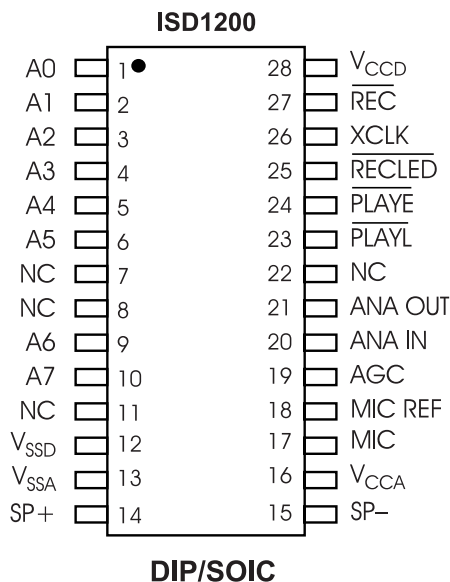 ISD1200
A0 1 28 VCCD
A1 2 27 REC
A2 3 26 XCLK
A3 4 25 RECLED
A4 5 24 PLAYE
A5 6 23 PLAYL
NC 7 22 NC
NC 8 21 ANA OUT
A6 9 20 ANA IN
A7 10 19 AGC
NC 11 18 MIC REF
VSSD 12 17 MIC
VSSA 13 16 VCCA
SP+ 14 15 SP–
DIP/SOIC